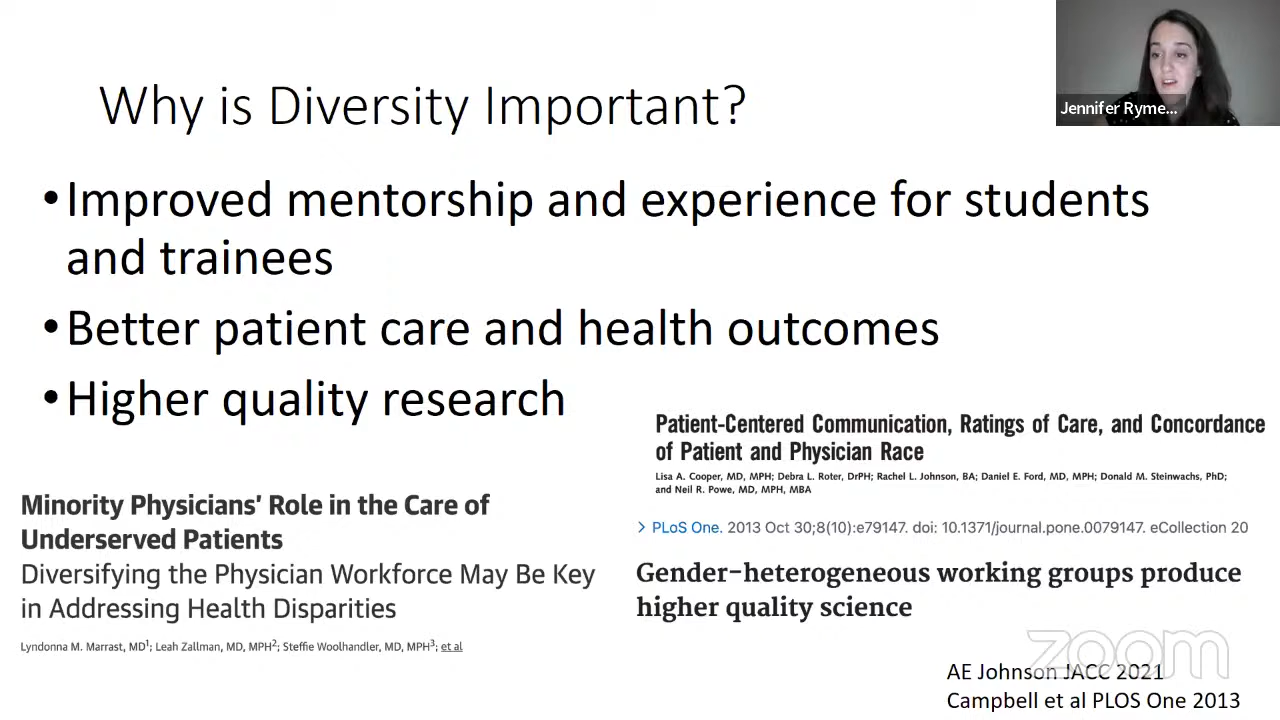 Why is Diversity Important?
Jennifer Ryme...
•Improved mentorship and experience for students
and trainees
•Better patient care and health outcomes
•Higher quality research
Patient-Centered Communication, Ratings of Care, and Concordance
of Patient and Physician Race
Lisa A. Cooper, MD, MPH; Debra L. Roter, DrPH; Rachel L. Johnson, BA; Daniel E. Ford, MD, MPH; Donald M. Steinwachs, PhD;
and Neil R. Powe, MD, MPH, MBA
Minority Physicians' Role in the Care of
Underserved Patients
Diversifying the Physician Workforce May Be Key
in Addressing Health Disparities
Lyndonna M. Marrast, MD1; Leah Zallman, MD, MPH2; Steffie Woolhandler, MD, MPH3; et al
> PLoS One. 2013 Oct 30;8(10):e79147. doi: 10.1371/journal.pone.0079147. eCollection 20
Gender-heterogeneous working groups produce
higher quality science
zoom
AE Johnson JACC 2021
Campbell et al PLOS One 2013